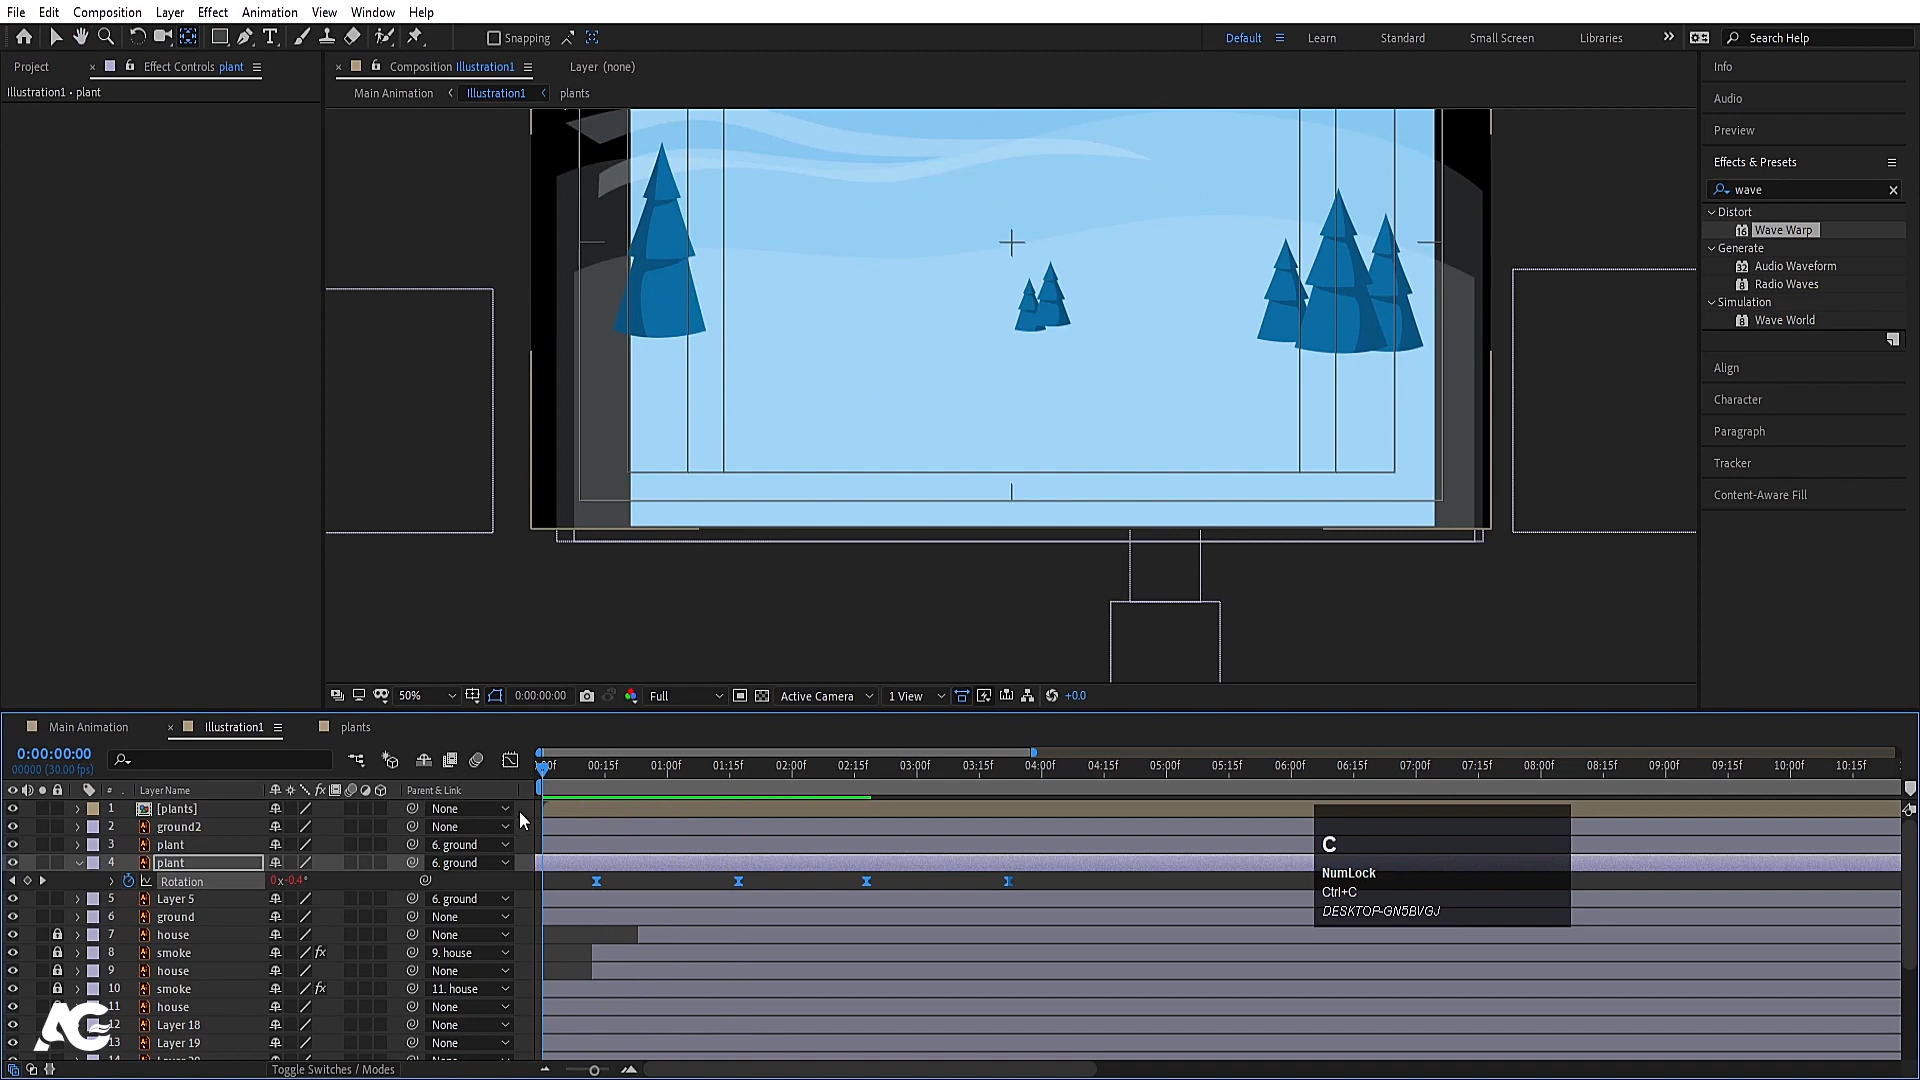 File Edit Composition Layer Effect Animation View Window Help
Snapping
Default Learn Standard Small Screen Libraries Search Help
Project Effect Controls plant
Illustration1 • plant
Composition Illustration1 Layer (none)
Main Animation Illustration1 plants
Info
Audio
Preview
Effects & Presets
wave
Distort
Wave Warp
Generate
Audio Waveform
Radio Waves
Simulation
Wave World
Align
Character
Paragraph
Tracker
Content-Aware Fill
50% 0:00:00:00 Full Active Camera 1 View +0.0
Main Animation Illustration1 plants
0:00:00:00
00000 (30.00 fps)
00:15f 01:00f 01:15f 02:00f 02:15f 03:00f 03:15f 04:00f 04:15f 05:00f 05:15f 06:00f 06:15f 07:00f 07:15f 08:00f 08:15f 09:00f 09:15f 10:00f 10:15f
# Layer Name Parent & Link
1 [plants] None
2 ground2 None
3 plant 6. ground
4 plant 6. ground
Rotation 0x-0.4°
5 Layer 5 6. ground
6 ground None
7 house None
8 smoke fx 9. house
9 house None
10 smoke fx 11. house
11 house None
12 Layer 18 None
13 Layer 19 None
C
NumLock
Ctrl+C
DESKTOP-GN5BVGJ
AG
Toggle Switches / Modes